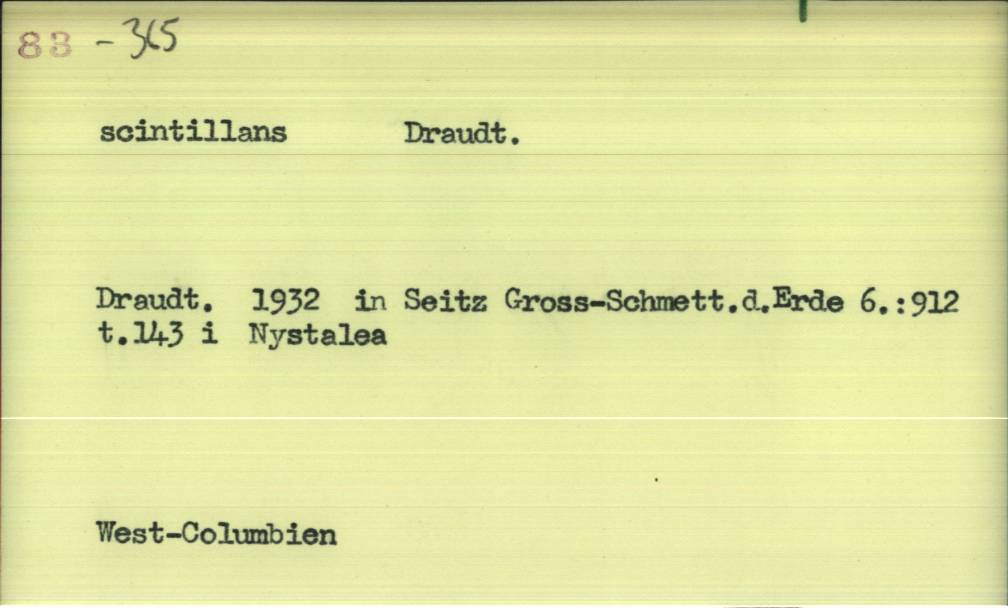 83 - 365
scintillans Draudt.
Draudt. 1932 in Seitz Gross-Schmett.d.Erde 6.:912
t.143 i Nystalea
West-Columbien